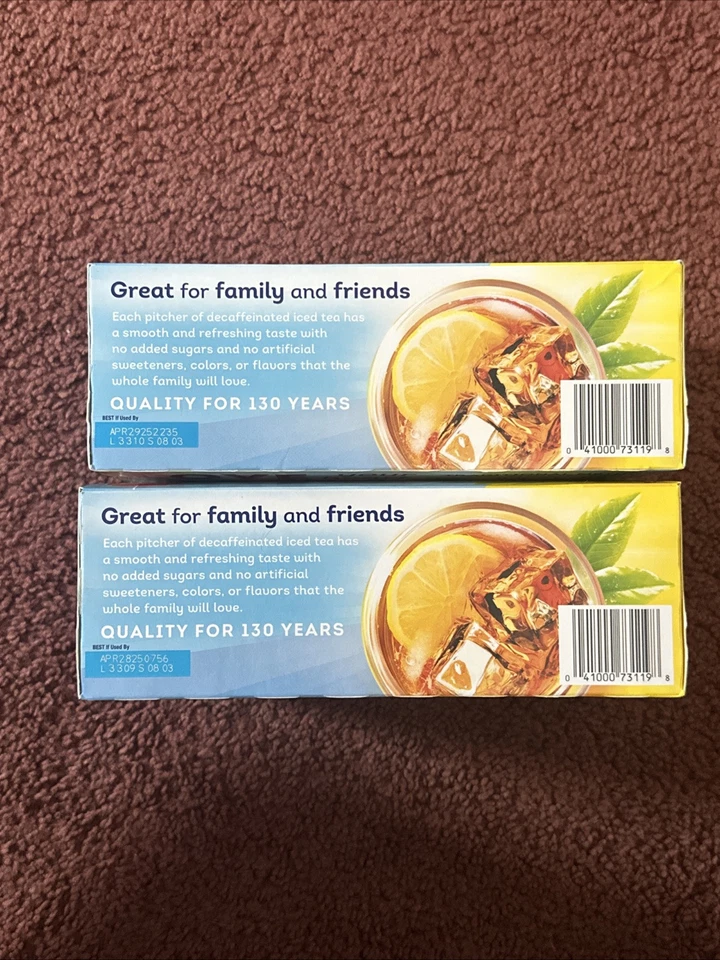 Great for family and friends
Each pitcher of decaffeinated iced tea has
a smooth and refreshing taste with
no added sugars and no artificial
sweeteners, colors, or flavors that the
whole family will love.
QUALITY FOR 130 YEARS
BEST If Used By
APR29252235
L 3310 S 08 03
0 41000 73119 8
Great for family and friends
Each pitcher of decaffeinated iced tea has
a smooth and refreshing taste with
no added sugars and no artificial
sweeteners, colors, or flavors that the
whole family will love.
QUALITY FOR 130 YEARS
BEST If Used By
APR28250756
L 3309 S 08 03
0 41000 73119 8